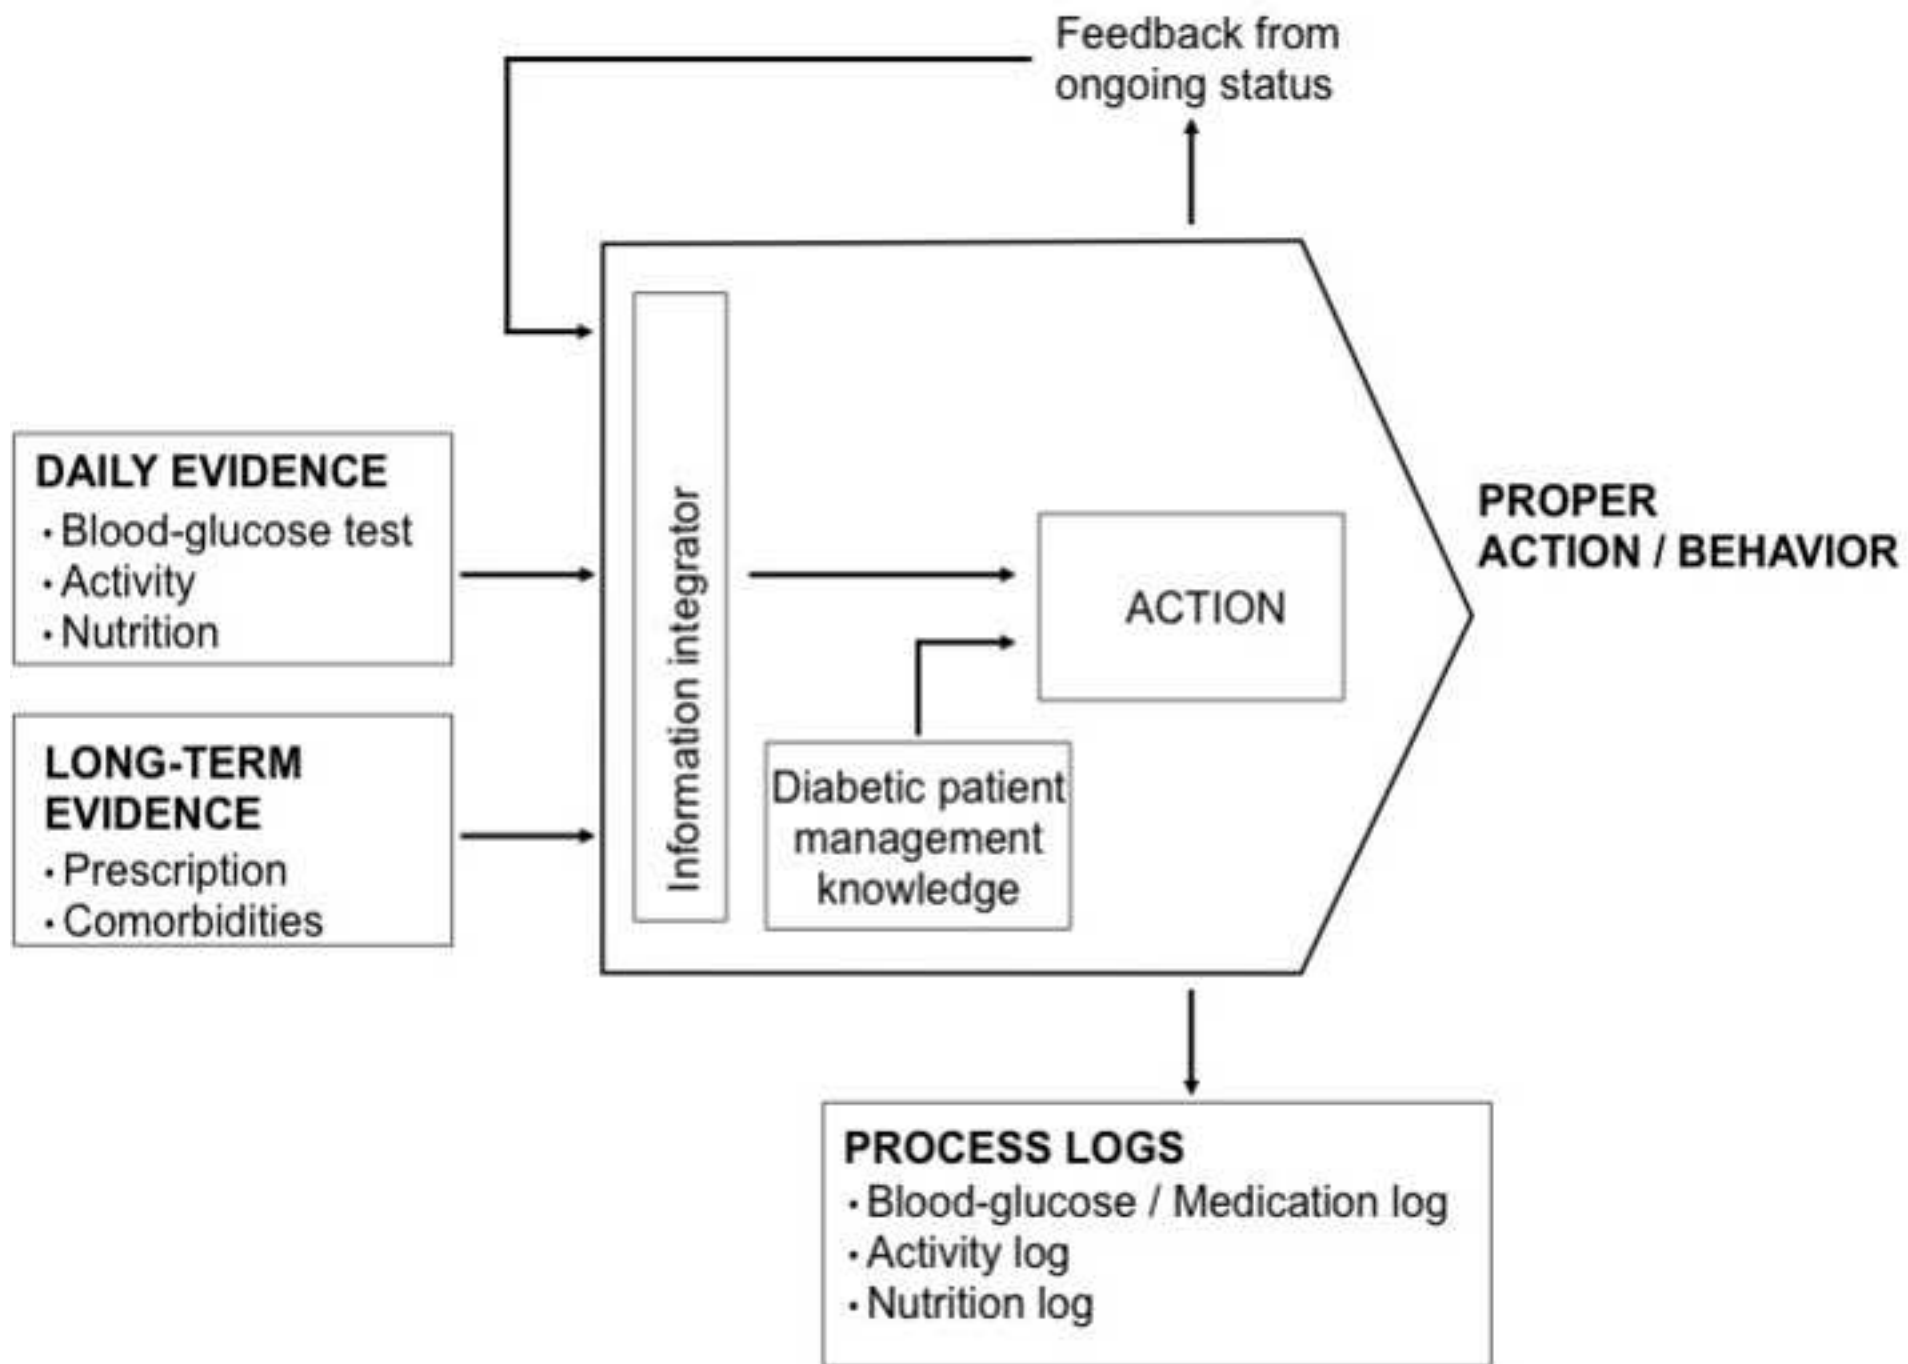 Feedback from
ongoing status
DAILY EVIDENCE
· Blood-glucose test
· Activity
· Nutrition
LONG-TERM
EVIDENCE
· Prescription
· Comorbidities
Information integrator
ACTION
Diabetic patient
management
knowledge
PROPER
ACTION / BEHAVIOR
PROCESS LOGS
· Blood-glucose / Medication log
· Activity log
· Nutrition log